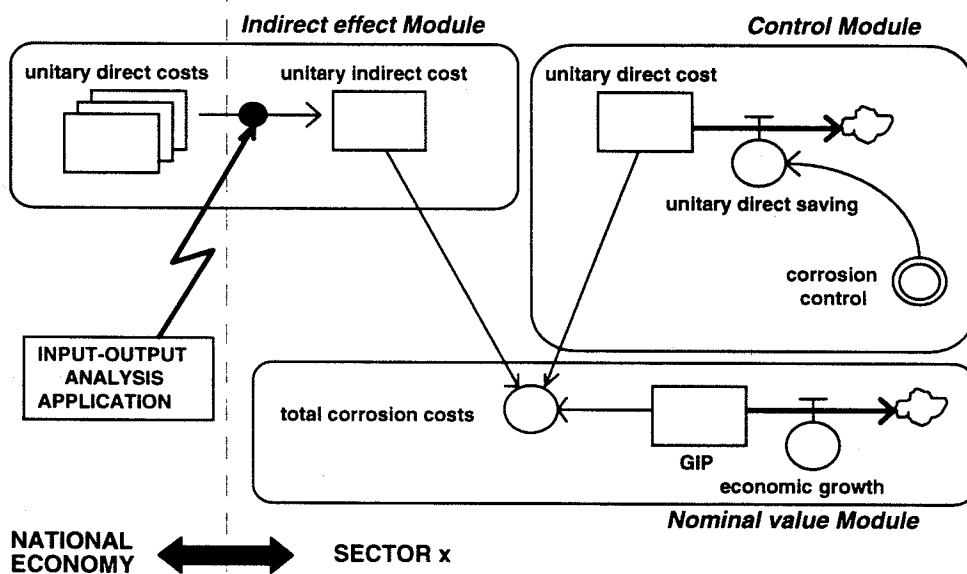 Indirect effect Module
Control Module
unitary direct costs
unitary indirect cost
unitary direct cost
unitary direct saving
corrosion
control
INPUT-OUTPUT
ANALYSIS
APPLICATION
total corrosion costs
GIP
economic growth
Nominal value Module
NATIONAL
ECONOMY
SECTOR x